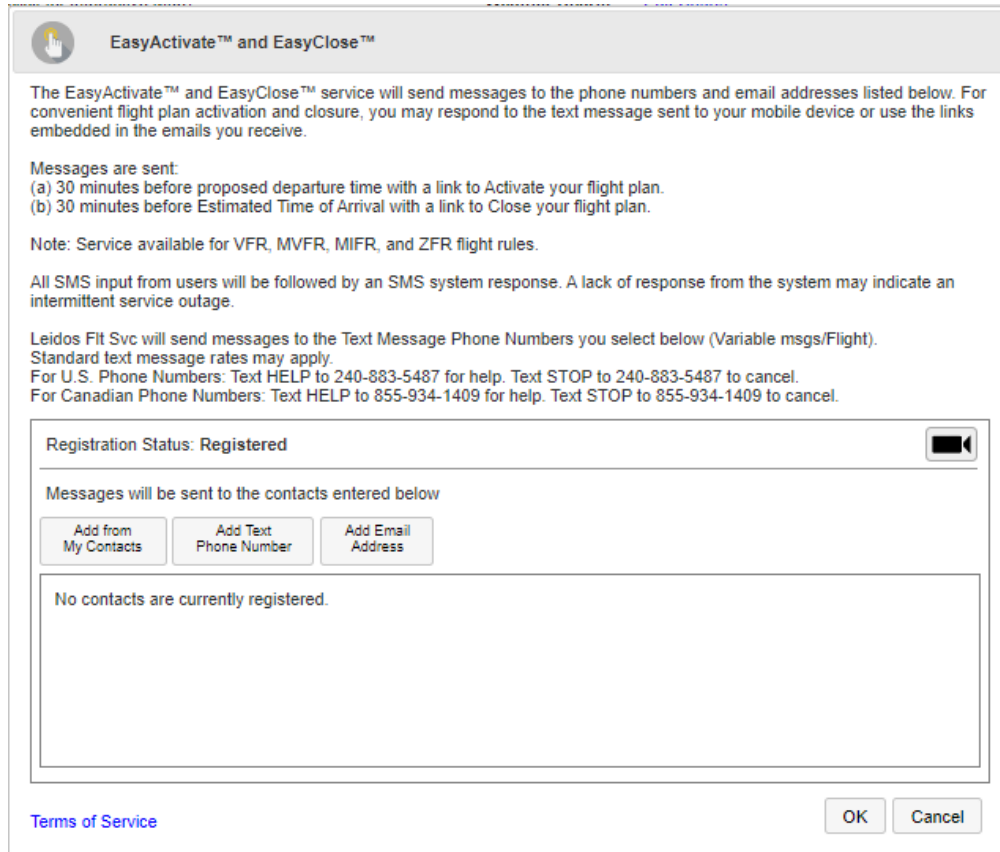 EasyActivate™ and EasyClose™
The EasyActivate™ and EasyClose™ service will send messages to the phone numbers and email addresses listed below. For
convenient flight plan activation and closure, you may respond to the text message sent to your mobile device or use the links
embedded in the emails you receive.
Messages are sent:
(a) 30 minutes before proposed departure time with a link to Activate your flight plan.
(b) 30 minutes before Estimated Time of Arrival with a link to Close your flight plan.
Note: Service available for VFR, MVFR, MIFR, and ZFR flight rules.
All SMS input from users will be followed by an SMS system response. A lack of response from the system may indicate an
intermittent service outage.
Leidos Flt Svc will send messages to the Text Message Phone Numbers you select below (Variable msgs/Flight).
Standard text message rates may apply.
For U.S. Phone Numbers: Text HELP to 240-883-5487 for help. Text STOP to 240-883-5487 to cancel.
For Canadian Phone Numbers: Text HELP to 855-934-1409 for help. Text STOP to 855-934-1409 to cancel.
Registration Status: Registered
Messages will be sent to the contacts entered below
Add from
My Contacts
Add Text
Phone Number
Add Email
Address
No contacts are currently registered.
Terms of Service
OK
Cancel